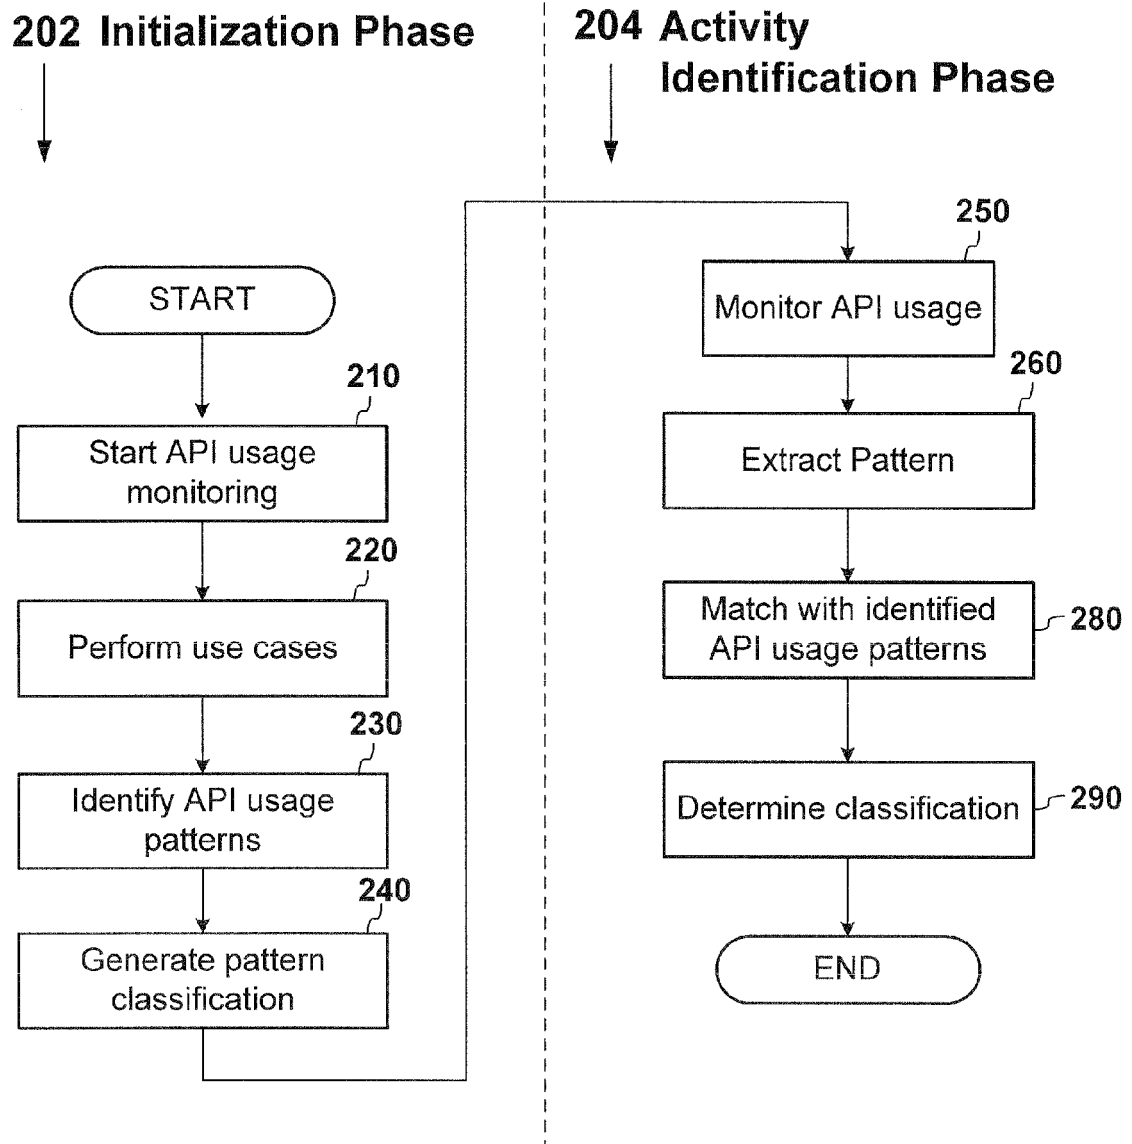 202 Initialization Phase
START
210
Start API usage
monitoring
220
Perform use cases
230
Identify API usage
patterns
240
Generate pattern
classification
204 Activity
Identification Phase
250
Monitor API usage
260
Extract Pattern
Match with identified
API usage patterns
280
Determine classification
290
END